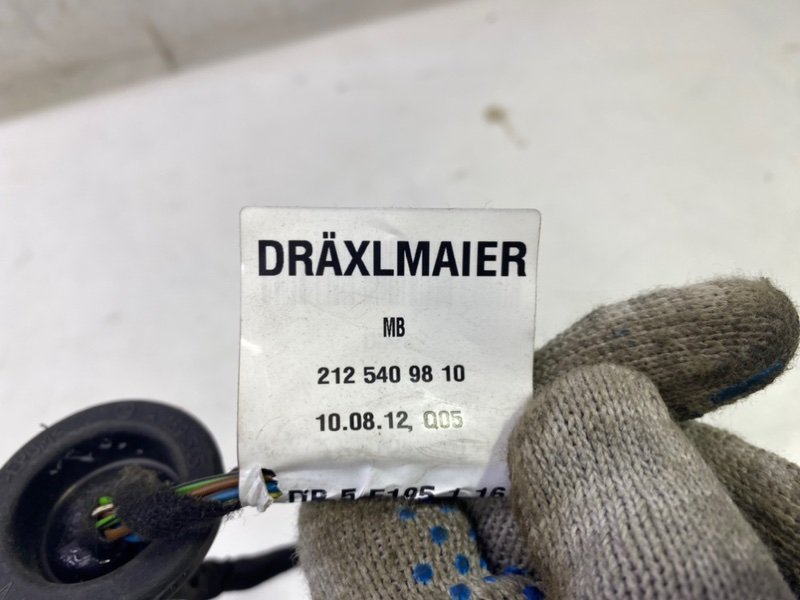 DRÄXLMAIER
MB
212 540 98 10
10.08.12, Q05